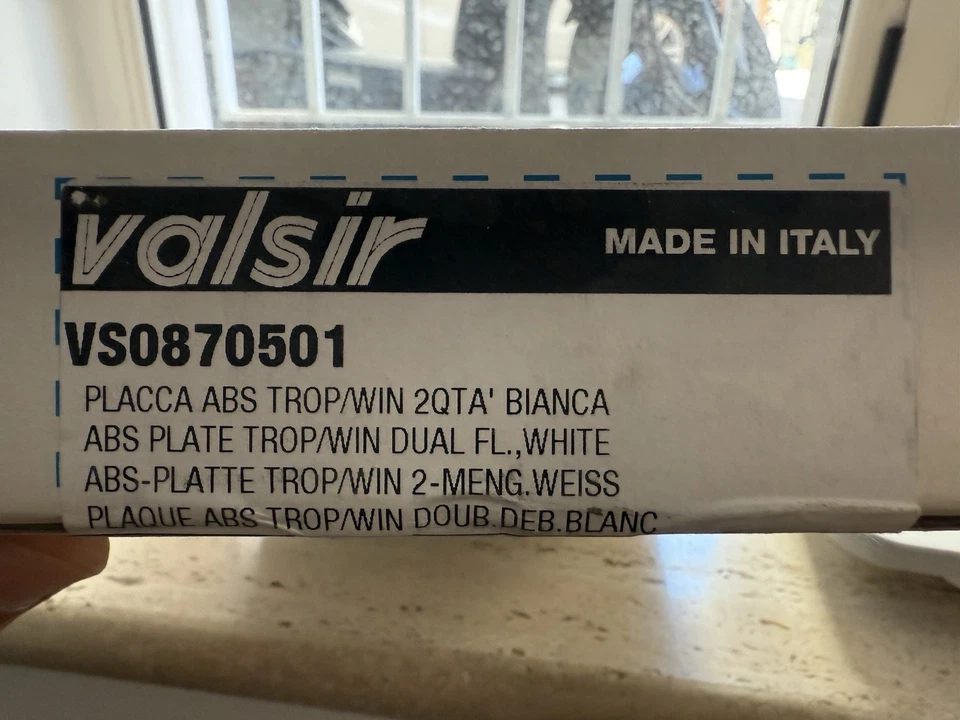 valsir
MADE IN ITALY
VS0870501
PLACCA ABS TROP/WIN 2QTA' BIANCA
ABS PLATE TROP/WIN DUAL FL.,WHITE
ABS-PLATTE TROP/WIN 2-MENG.WEISS
PLAQUE ABS TROP/WIN DOUB.DEB.BLANC